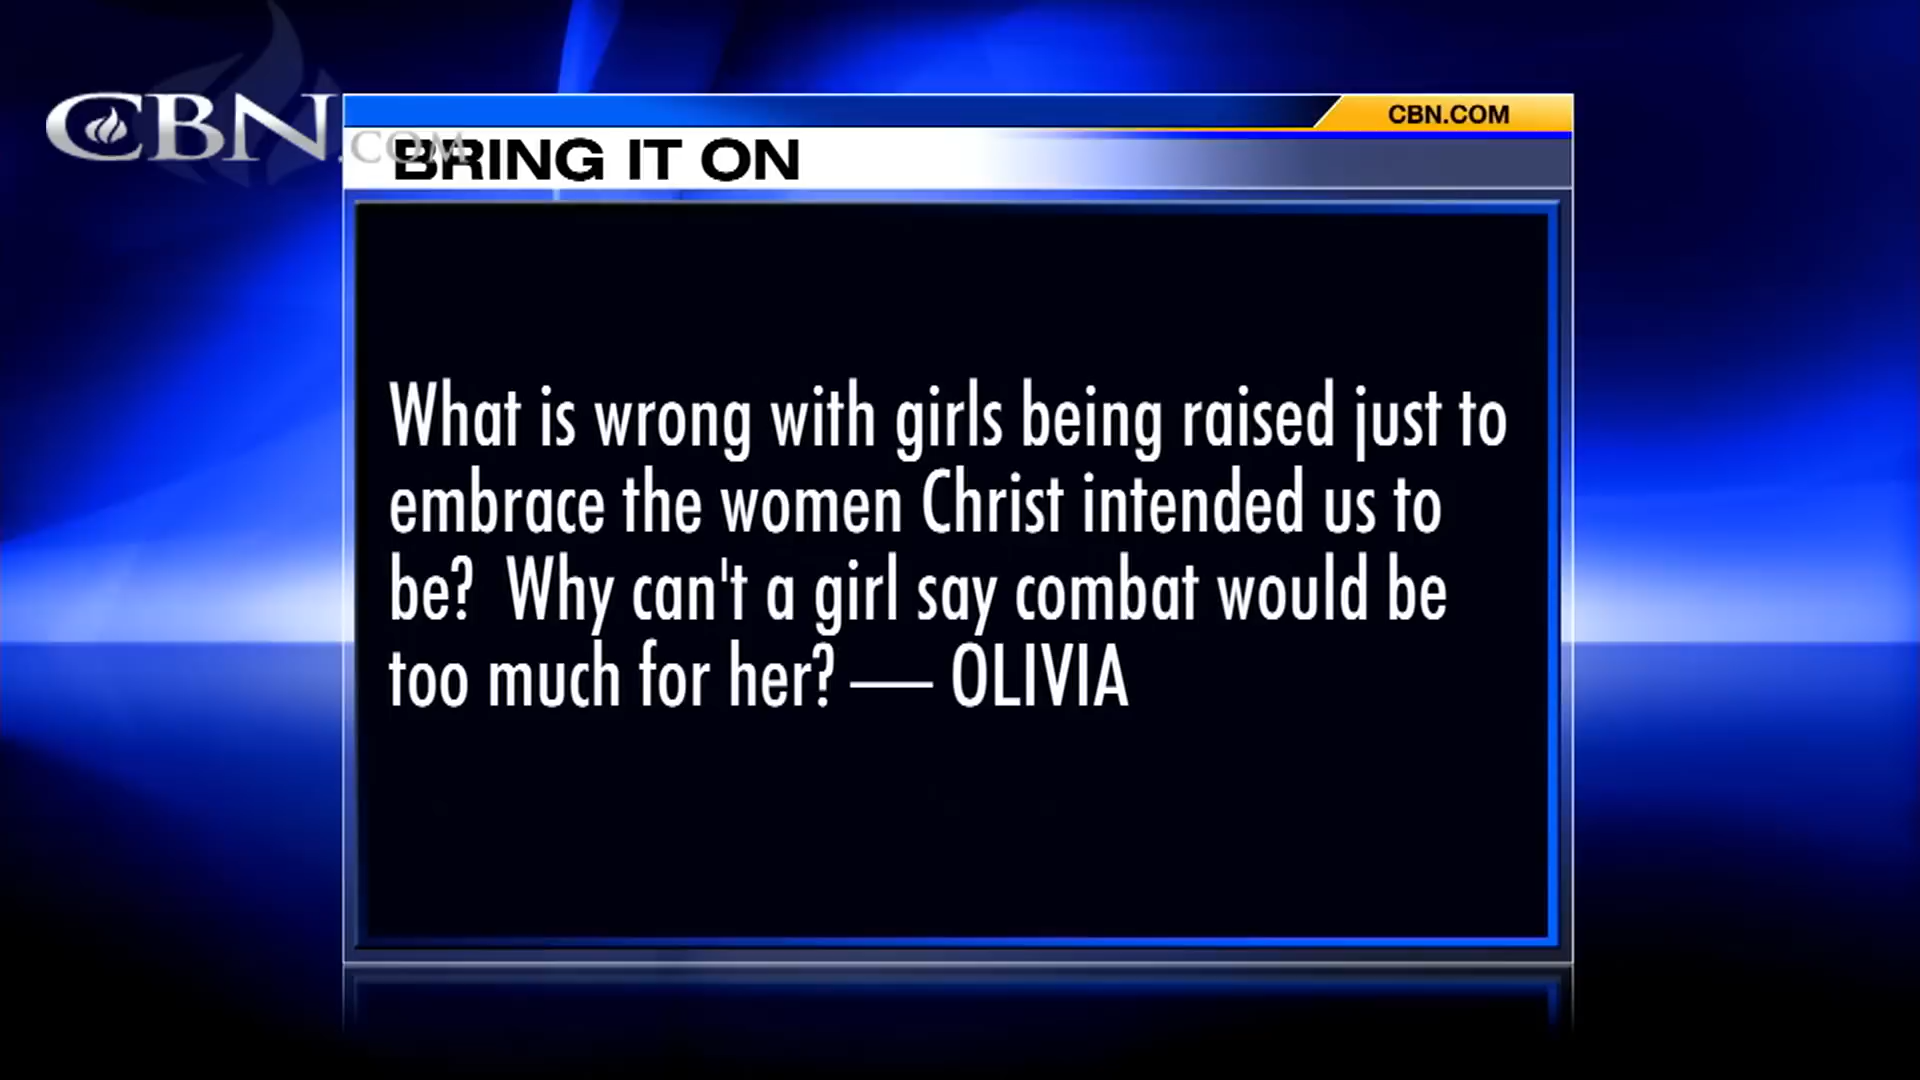 CBN.COM
CBN.COM
BRING IT ON
What is wrong with girls being raised just to
embrace the women Christ intended us to
be?  Why can't a girl say combat would be
too much for her? — OLIVIA